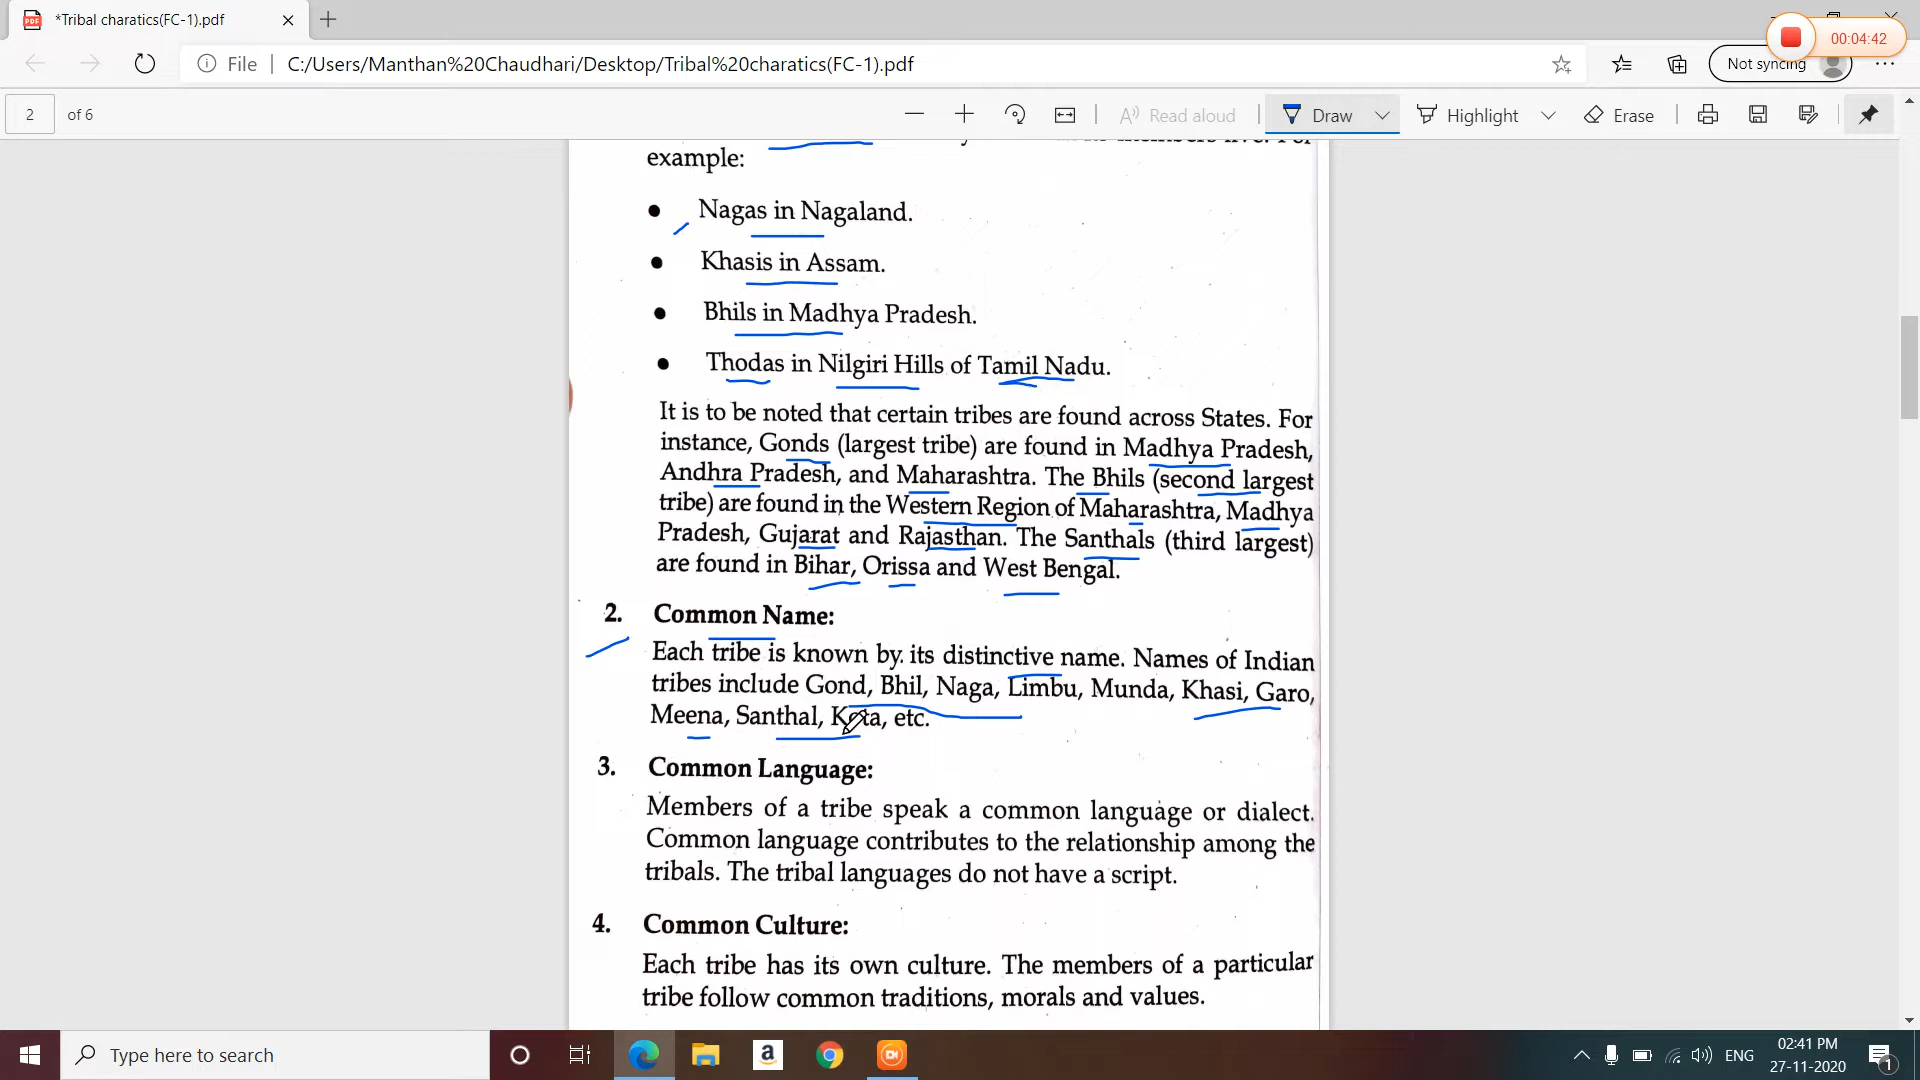 *Tribal charatics(FC-1).pdf
00:04:42
File
C:/Users/Manthan%20Chaudhari/Desktop/Tribal%20charatics(FC-1).pdf
Not syncing
2 of 6
Read aloud
Draw
Highlight
Erase
example:
• Nagas in Nagaland.
• Khasis in Assam.
• Bhils in Madhya Pradesh.
• Thodas in Nilgiri Hills of Tamil Nadu.
It is to be noted that certain tribes are found across States. For
instance, Gonds (largest tribe) are found in Madhya Pradesh,
Andhra Pradesh, and Maharashtra. The Bhils (second largest
tribe) are found in the Western Region of Maharashtra, Madhya
Pradesh, Gujarat and Rajasthan. The Santhals (third largest)
are found in Bihar, Orissa and West Bengal.
2. Common Name:
Each tribe is known by its distinctive name. Names of Indian
tribes include Gond, Bhil, Naga, Limbu, Munda, Khasi, Garo,
Meena, Santhal, Kota, etc.
3. Common Language:
Members of a tribe speak a common language or dialect.
Common language contributes to the relationship among the
tribals. The tribal languages do not have a script.
4. Common Culture:
Each tribe has its own culture. The members of a particular
tribe follow common traditions, morals and values.
Type here to search
ENG
02:41 PM
27-11-2020
1